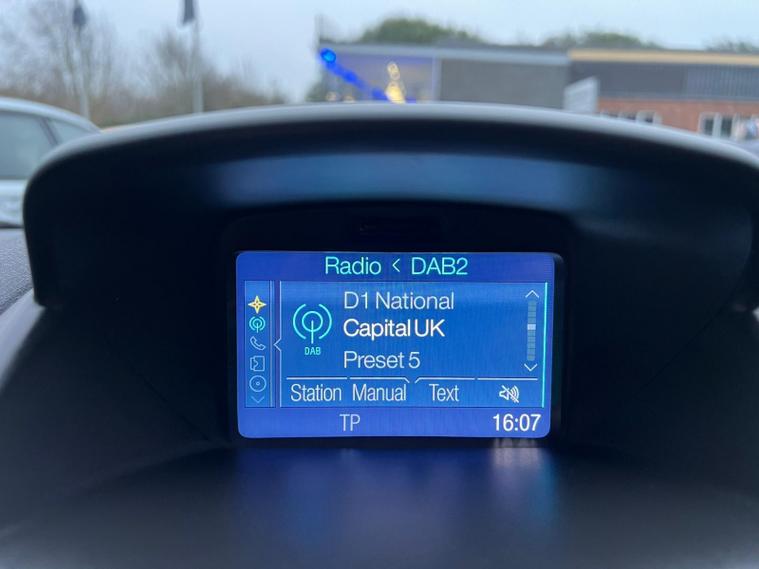 Radio < DAB2
D1 National
Capital UK
DAB
Preset 5
Station Manual Text
TP 16:07